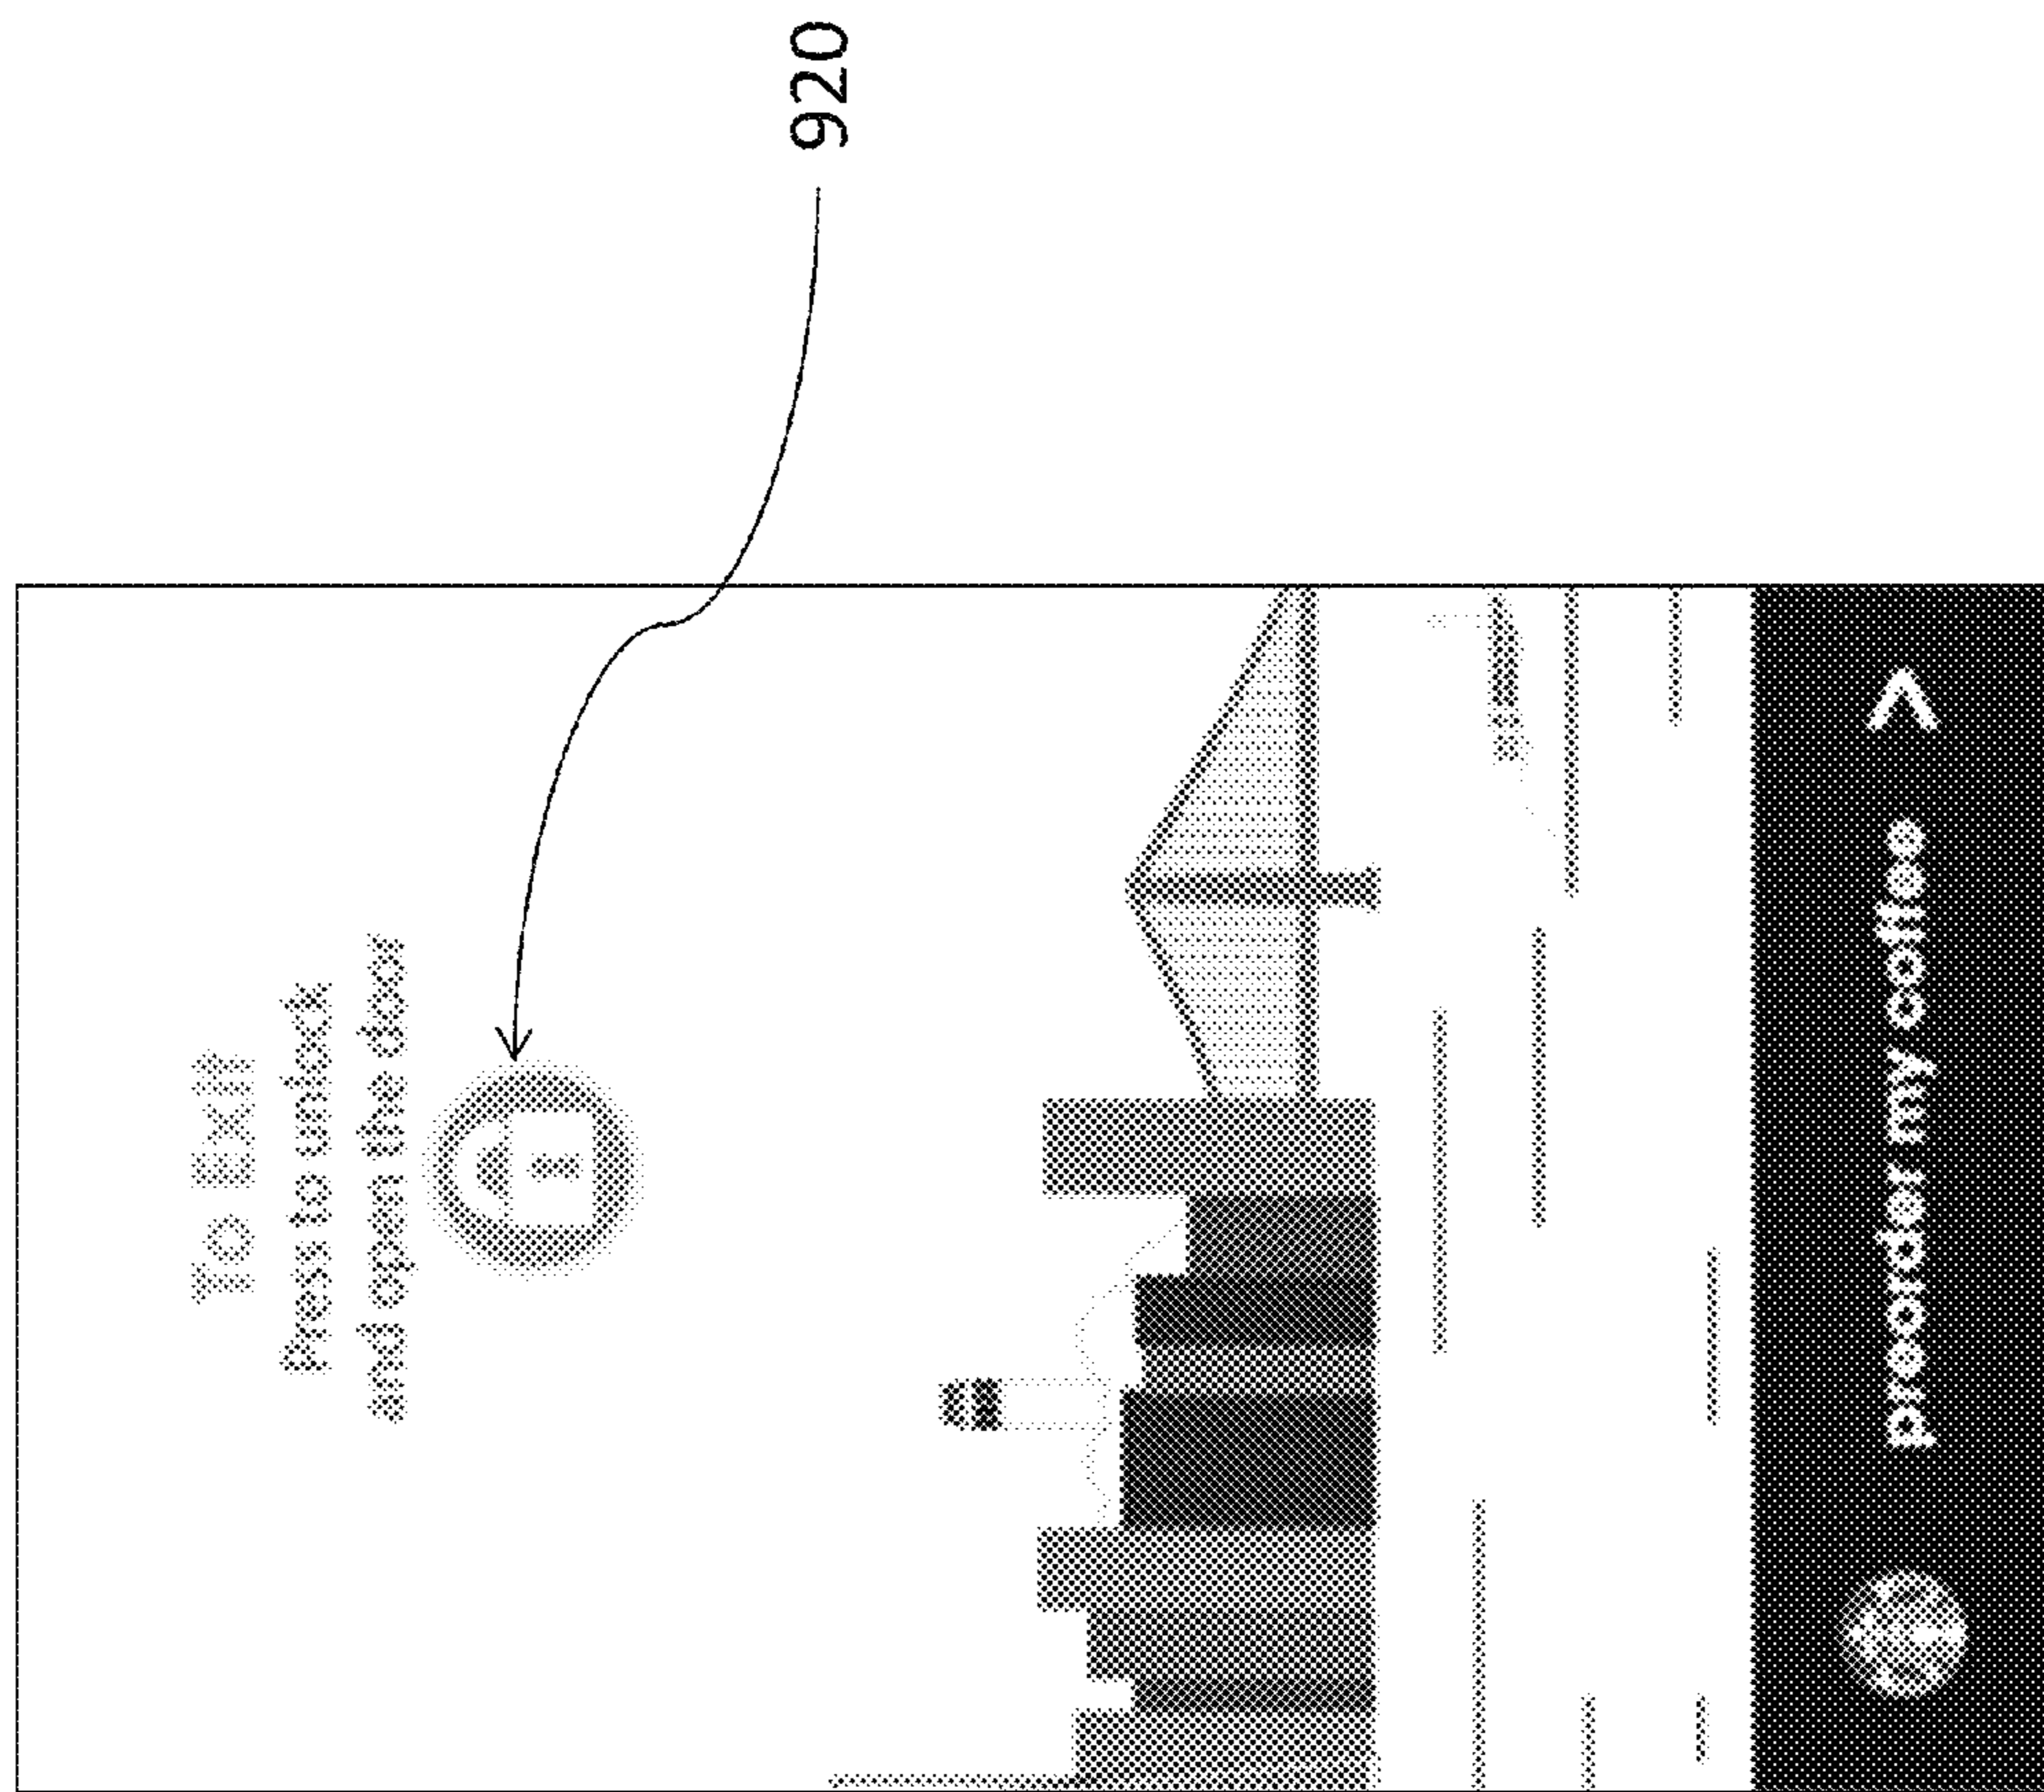 920
To Exit
Press to unlock
and open the door
preorder my coffee >